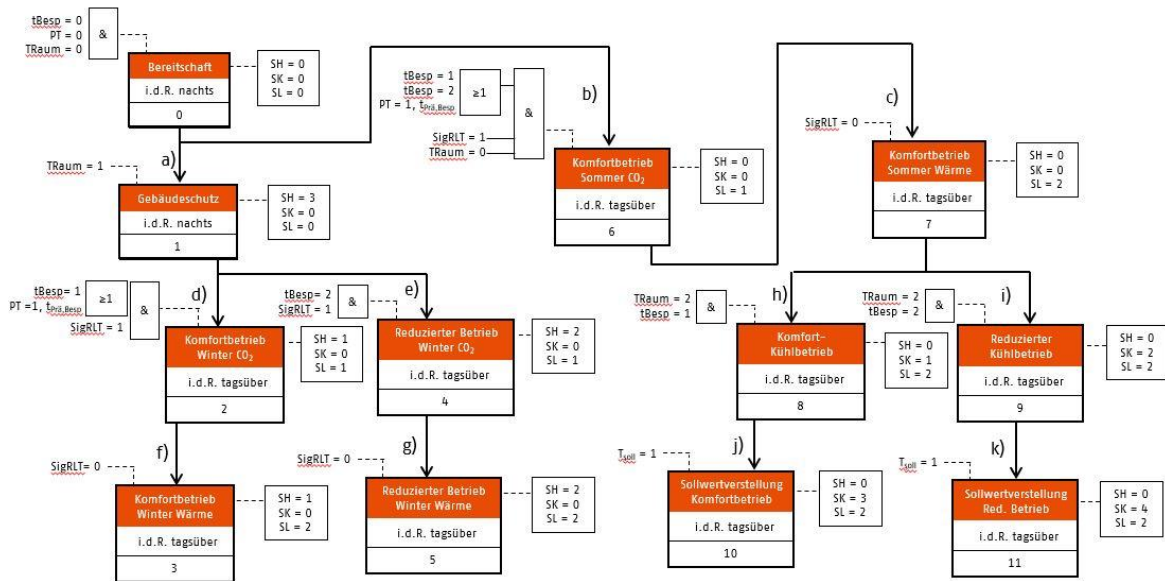 tBesp = 0
PT = 0
TRaum = 0
&
Bereitschaft
i.d.R. nachts
0
SH = 0
SK = 0
SL = 0
a)
TRaum = 1
Gebäudeschutz
i.d.R. nachts
1
SH = 3
SK = 0
SL = 0
tBesp = 1
tBesp = 2
PT = 1, tPrä,Besp
≥1
SigRLT = 1
TRaum = 0
&
b)
Komfortbetrieb
Sommer CO2
i.d.R. tagsüber
6
SH = 0
SK = 0
SL = 1
c)
SigRLT = 0
Komfortbetrieb
Sommer Wärme
i.d.R. tagsüber
7
SH = 0
SK = 0
SL = 2
tBesp= 1
PT =1, tPrä,Besp
≥1
SigRLT = 1
&
d)
Komfortbetrieb
Winter CO2
i.d.R. tagsüber
2
SH = 1
SK = 0
SL = 1
tBesp= 2
SigRLT = 1
&
e)
Reduzierter Betrieb
Winter CO2
i.d.R. tagsüber
4
SH = 2
SK = 0
SL = 1
TRaum = 2
tBesp = 1
&
h)
Komfort-
Kühlbetrieb
i.d.R. tagsüber
8
SH = 0
SK = 1
SL = 2
TRaum = 2
tBesp = 2
&
i)
Reduzierter
Kühlbetrieb
i.d.R. tagsüber
9
SH = 0
SK = 2
SL = 2
f)
SigRLT= 0
Komfortbetrieb
Winter Wärme
i.d.R. tagsüber
3
SH = 1
SK = 0
SL = 2
g)
SigRLT = 0
Reduzierter Betrieb
Winter Wärme
i.d.R. tagsüber
5
SH = 2
SK = 0
SL = 2
j)
Tsoll = 1
Sollwertverstellung
Komfortbetrieb
i.d.R. tagsüber
10
SH = 0
SK = 3
SL = 2
k)
Tsoll = 1
Sollwertverstellung
Red. Betrieb
i.d.R. tagsüber
11
SH = 0
SK = 4
SL = 2